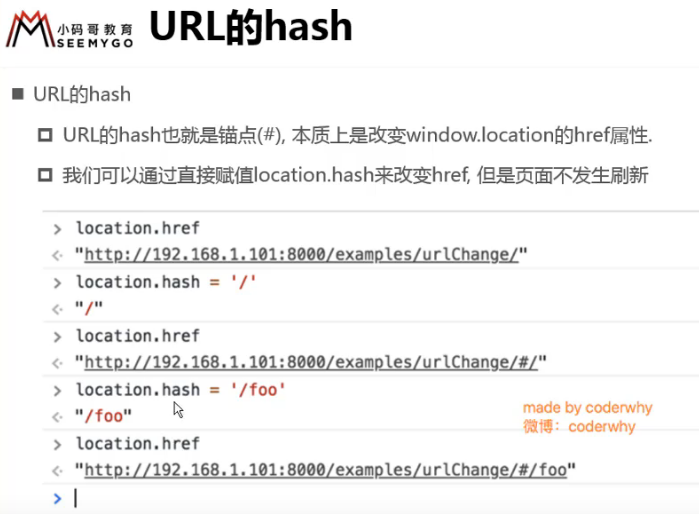 小码哥教育
SEEMYGO
URL的hash
URL的hash
URL的hash也就是锚点(#), 本质上是改变window.location的href属性.
我们可以通过直接赋值location.hash来改变href, 但是页面不发生刷新
> location.href
"http://192.168.1.101:8000/examples/urlChange/"
> location.hash = '/'
"/"
> location.href
"http://192.168.1.101:8000/examples/urlChange/#/"
> location.hash = '/foo'
"/foo"
> location.href
"http://192.168.1.101:8000/examples/urlChange/#/foo"
>
made by coderwhy
微博：coderwhy